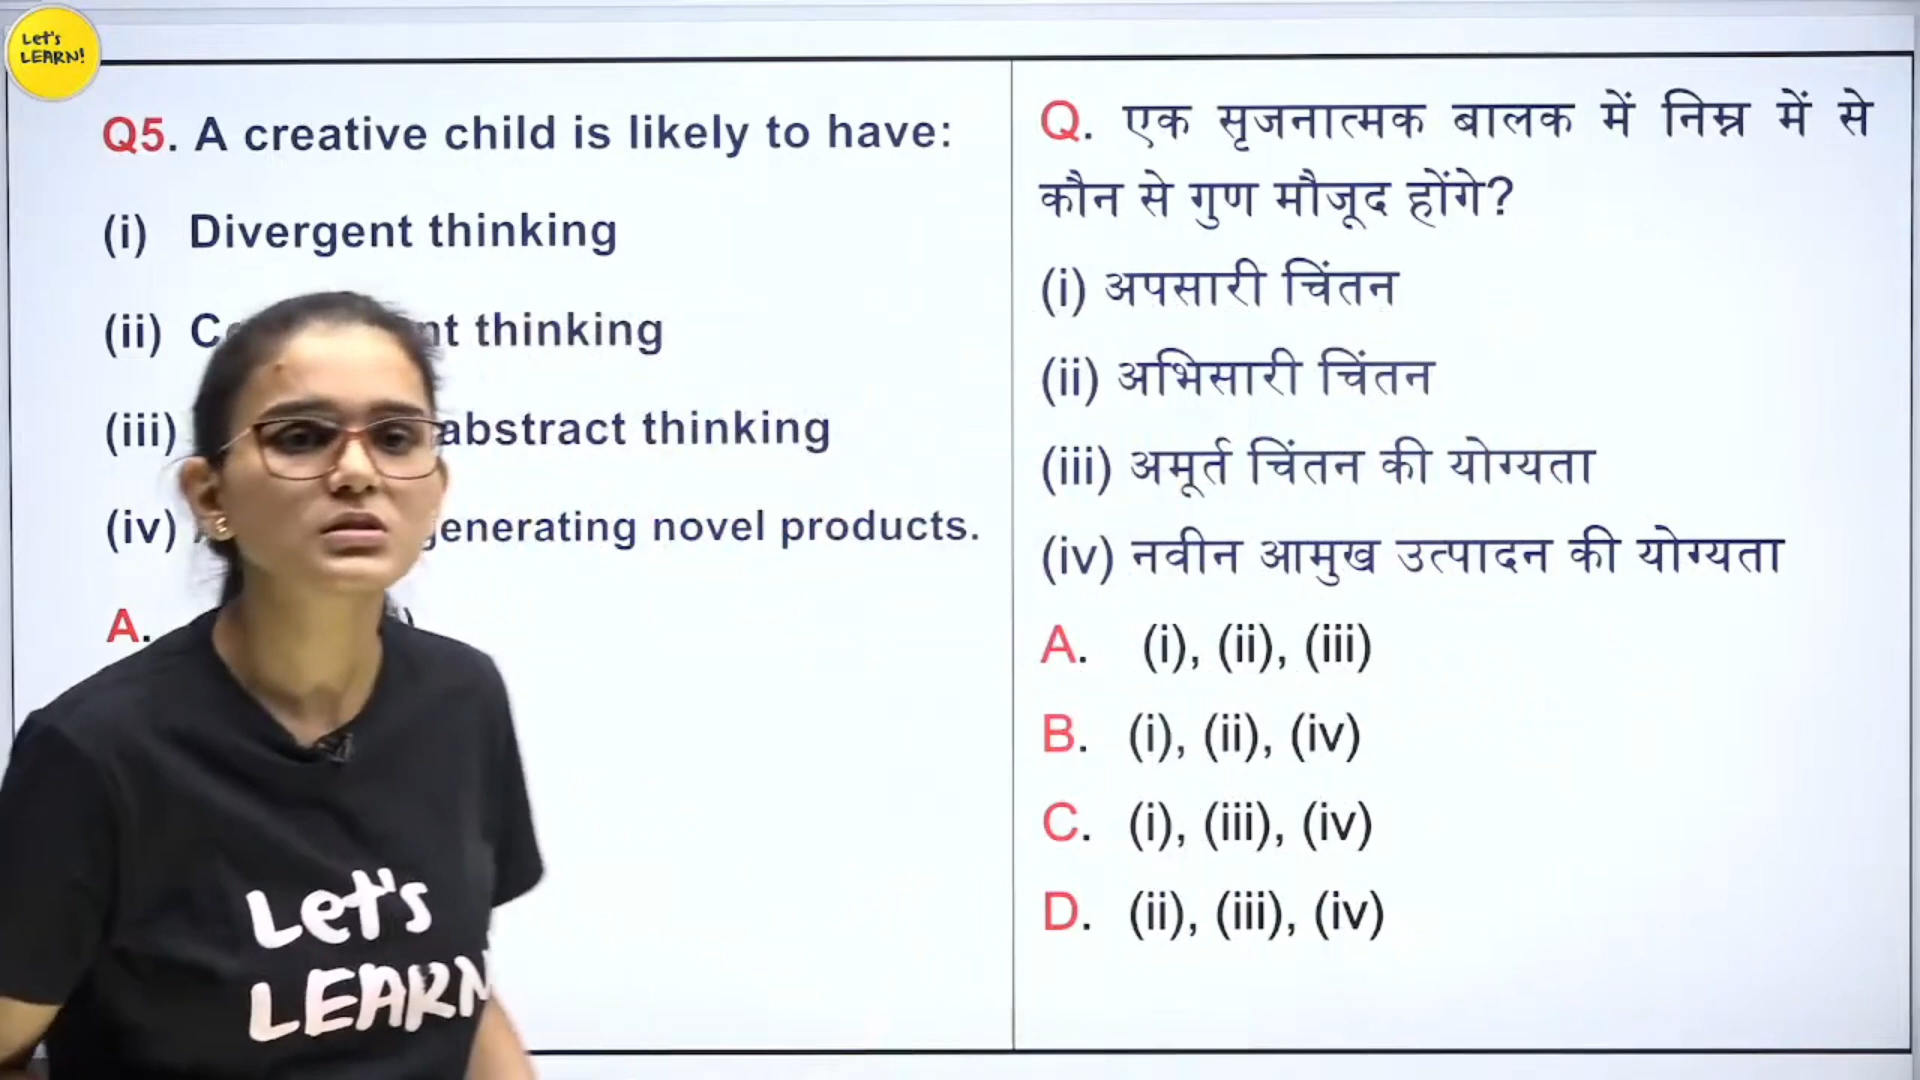 Let's
LEARN!
Q5. A creative child is likely to have:
(i) Divergent thinking
(ii) thinking
(iii) abstract thinking
(iv) novel products.
A.
Q. एक सृजनात्मक बालक में निम्न में से
कौन से गुण मौजूद होंगे?
(i) अपसारी चिंतन
(ii) अभिसारी चिंतन
(iii) अमूर्त चिंतन की योग्यता
(iv) नवीन आमुख उत्पादन की योग्यता
A. (i), (ii), (iii)
B. (i), (ii), (iv)
C. (i), (iii), (iv)
D. (ii), (iii), (iv)
Let's
LEARN